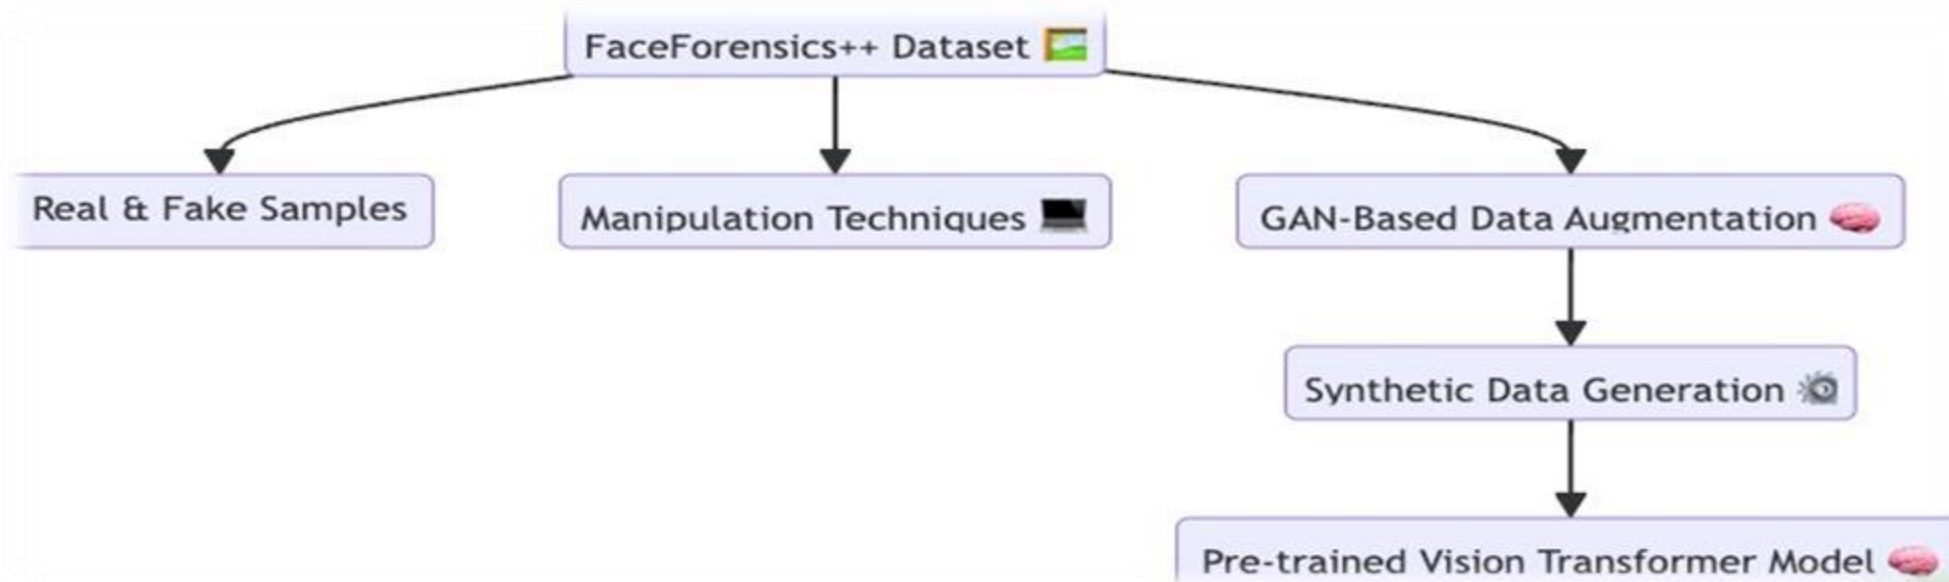 FaceForensics++ Dataset
Real & Fake Samples
Manipulation Techniques
GAN-Based Data Augmentation
Synthetic Data Generation
Pre-trained Vision Transformer Model